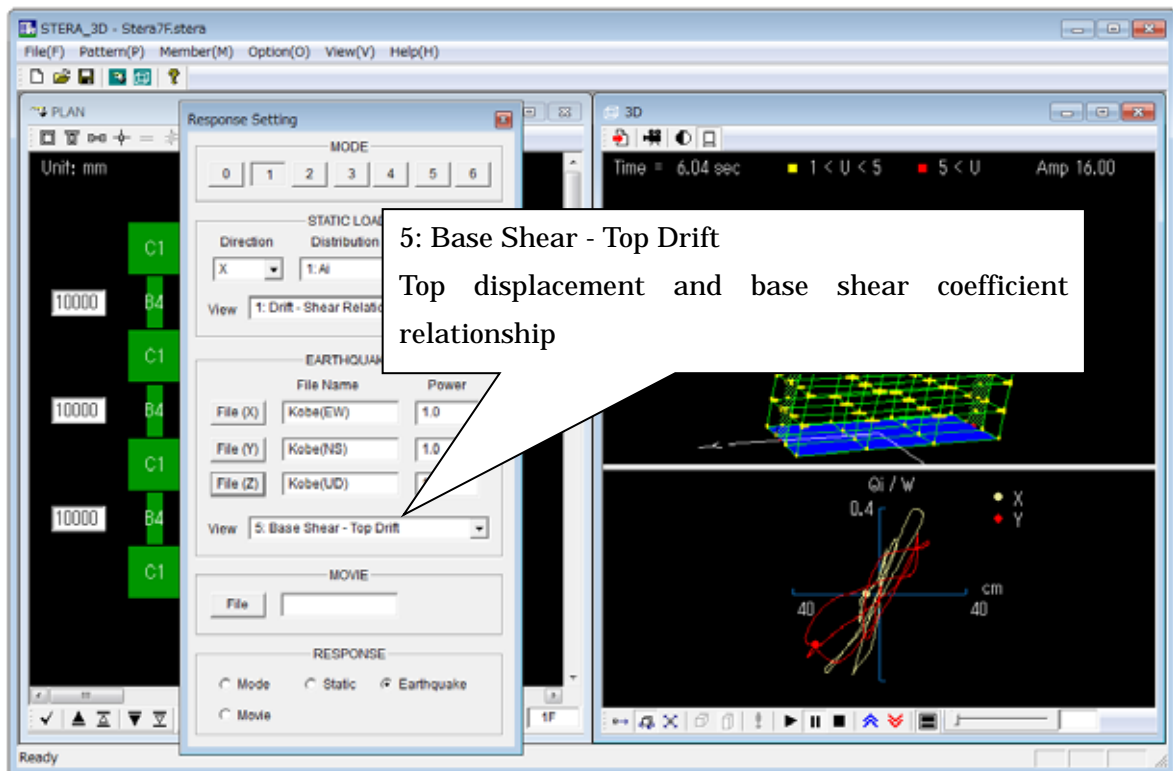 STERA_3D - Stera7F.stera
File(F) Pattern(P) Member(M) Option(O) View(V) Help(H)
PLAN
Unit: mm
C1
10000 B4
C1
10000 B4
C1
10000 B4
C1
1F
Response Setting
MODE
0 1 2 3 4 5 6
STATIC LOA
Direction Distribution
X 1: Ai
View 1: Drift - Shear Relatio
EARTHQUAK
File Name Power
File (X) Kobe(EW) 1.0
File (Y) Kobe(NS) 1.0
File (Z) Kobe(UD)
View 5: Base Shear - Top Drift
MOVIE
File
RESPONSE
Mode Static Earthquake
Movie
5: Base Shear - Top Drift
Top displacement and base shear coefficient
relationship
3D
Time = 6.04 sec 1 < U < 5 5 < U Amp 16.00
Qi / W
0.4
X
Y
cm
40 40
Ready